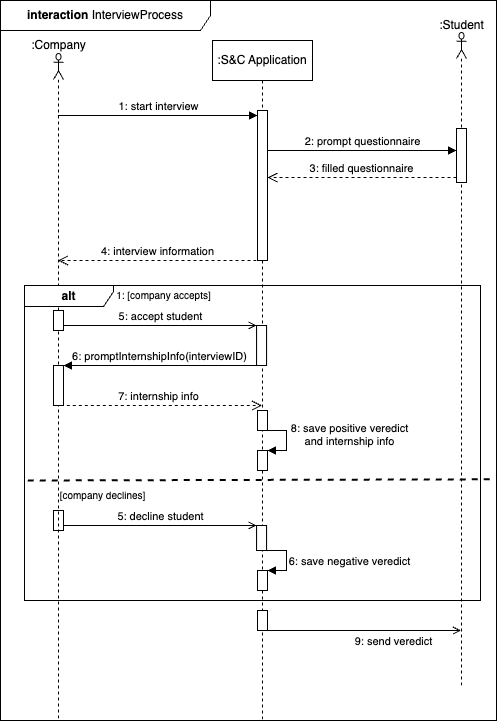 interaction InterviewProcess
:Company
:S&C Application
:Student
1: start interview
2: prompt questionnaire
3: filled questionnaire
4: interview information
alt
1: [company accepts]
5: accept student
6: promptInternshipInfo(interviewID)
7: internship info
8: save positive veredict
and internship info
[company declines]
5: decline student
6: save negative veredict
9: send veredict